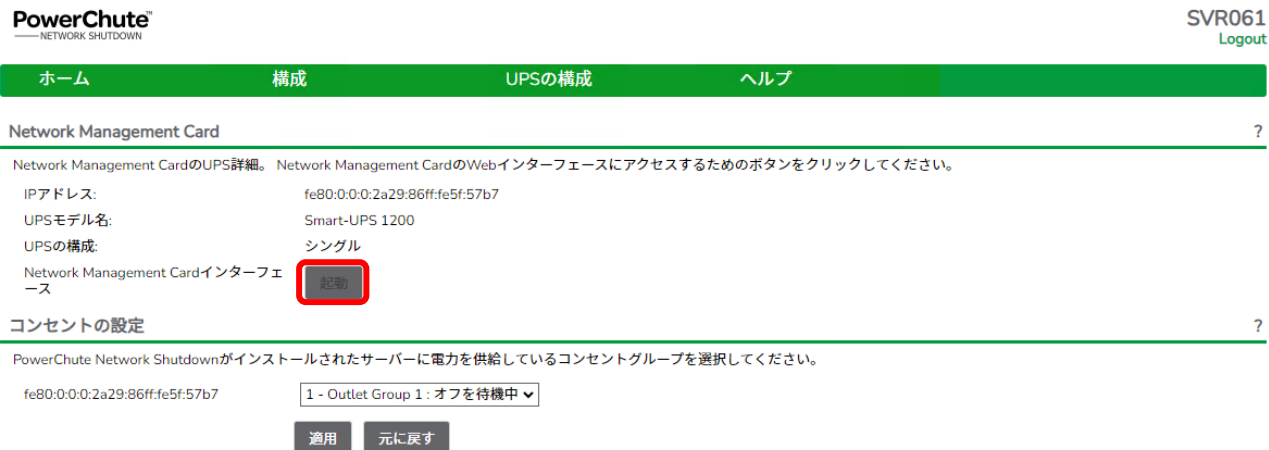 PowerChute™
NETWORK SHUTDOWN
SVR061
Logout
ホーム 構成 UPSの構成 ヘルプ
Network Management Card ?
Network Management CardのUPS詳細。 Network Management CardのWebインターフェースにアクセスするためのボタンをクリックしてください。
IPアドレス: fe80:0:0:0:2a29:86ff:fe5f:57b7
UPSモデル名: Smart-UPS 1200
UPSの構成: シングル
Network Management Cardインターフェ
ース
起動
コンセントの設定 ?
PowerChute Network Shutdownがインストールされたサーバーに電力を供給しているコンセントグループを選択してください。
fe80:0:0:0:2a29:86ff:fe5f:57b7 1 - Outlet Group 1 : オフを待機中
適用 元に戻す